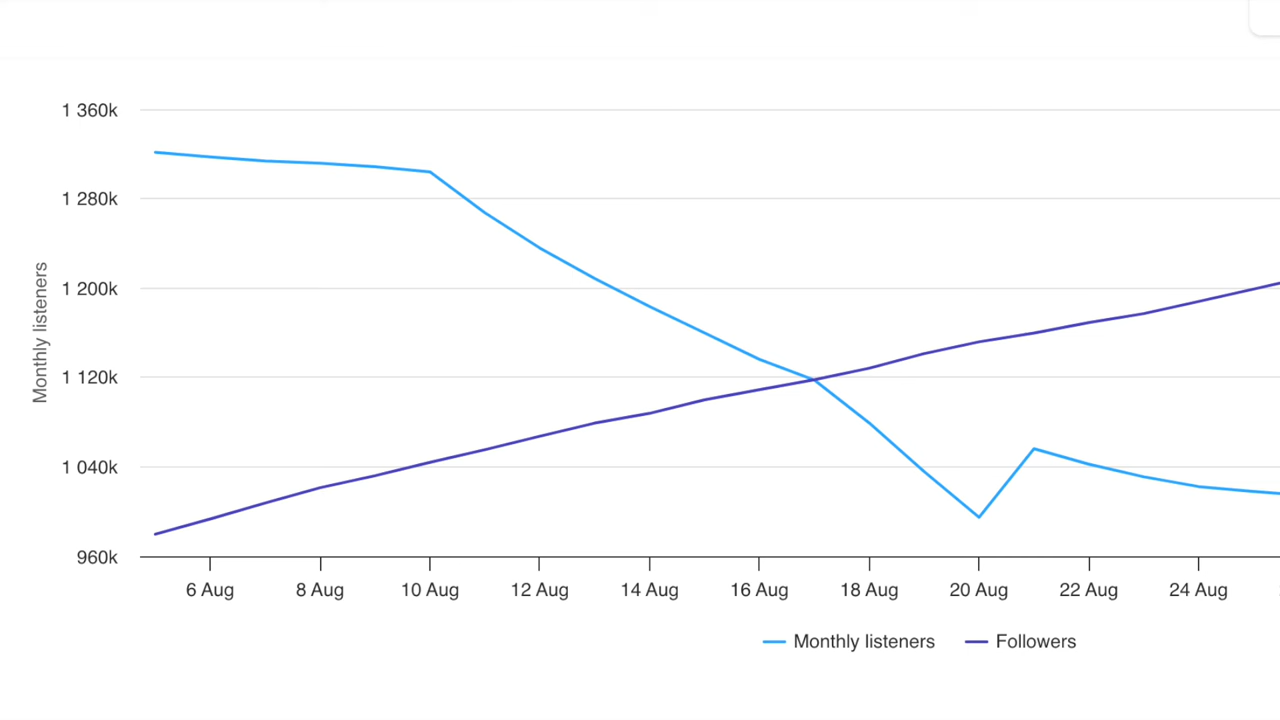 1 360k
1 280k
1 200k
1 120k
1 040k
960k
Monthly listeners
6 Aug 8 Aug 10 Aug 12 Aug 14 Aug 16 Aug 18 Aug 20 Aug 22 Aug 24 Aug
Monthly listeners Followers